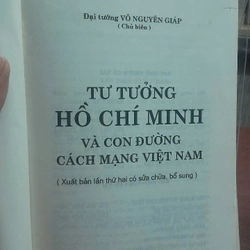 Đại tướng VÕ NGUYÊN GIÁP
( Chủ biên )
TƯ TƯỞNG
HỒ CHÍ MINH
VÀ CON ĐƯỜNG
CÁCH MẠNG VIỆT NAM
( Xuất bản lần thứ hai có sửa chữa, bổ sung )